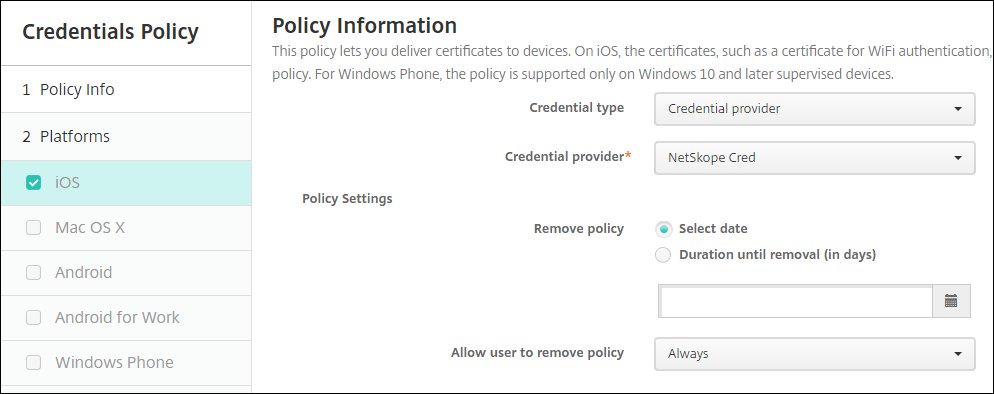 Credentials Policy
1 Policy Info
2 Platforms
iOS
Mac OS X
Android
Android for Work
Windows Phone
Policy Information
This policy lets you deliver certificates to devices. On iOS, the certificates, such as a certificate for WiFi authentication,
policy. For Windows Phone, the policy is supported only on Windows 10 and later supervised devices.
Credential type
Credential provider
Credential provider*
NetSkope Cred
Policy Settings
Remove policy
Select date
Duration until removal (in days)
Allow user to remove policy
Always